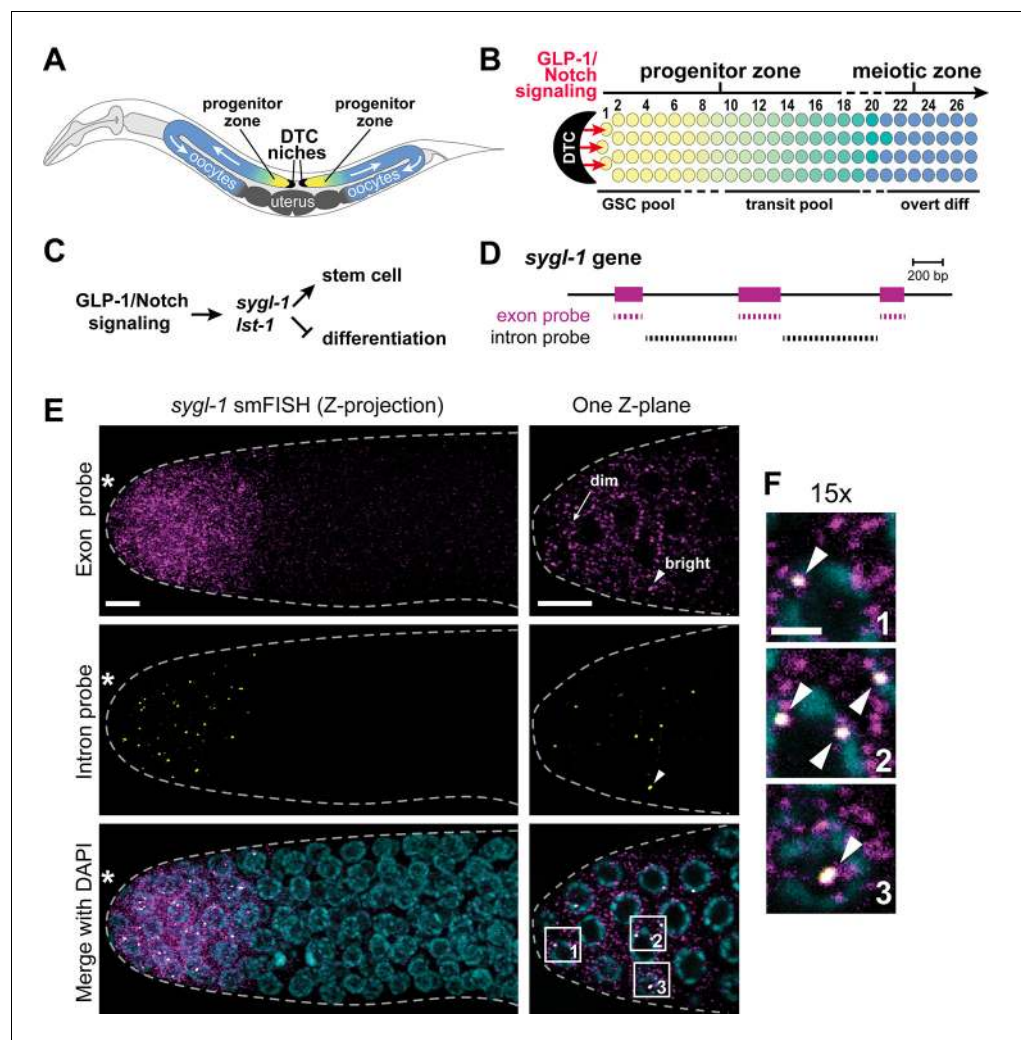 A
progenitor zone
progenitor zone
DTC niches
oocytes
oocytes
uterus
B
GLP-1/
Notch
signaling
progenitor zone
meiotic zone
1 2 4 6 8 10 12 14 16 18 20 22 24 26
DTC
GSC pool
transit pool
overt diff
C
GLP-1/Notch
signaling
sygl-1
lst-1
stem cell
differentiation
D
sygl-1 gene
200 bp
exon probe
intron probe
E
sygl-1 smFISH (Z-projection)
One Z-plane
Exon probe
*
dim
bright
Intron probe
*
Merge with DAPI
*
1
2
3
F
15x
1
2
3